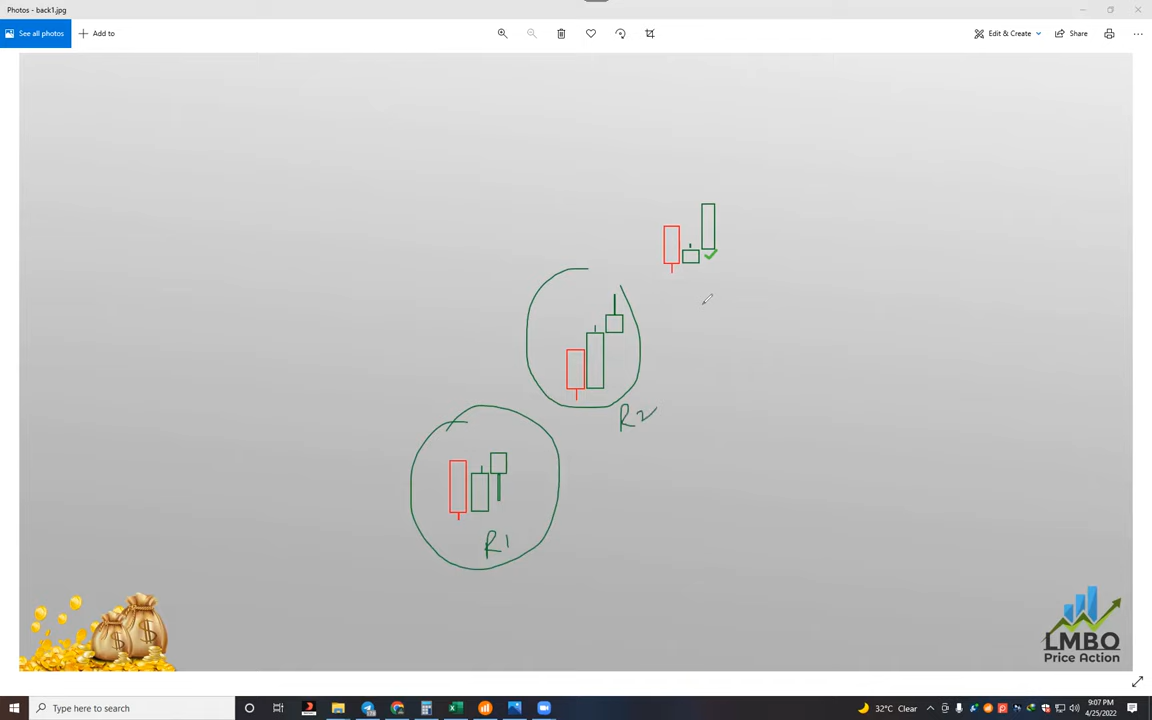 Photos - back1.jpg
See all photos
Add to
Edit & Create
Share
R2
R1
LMBO
Price Action
Type here to search
32°C Clear
9:07 PM
4/25/2022